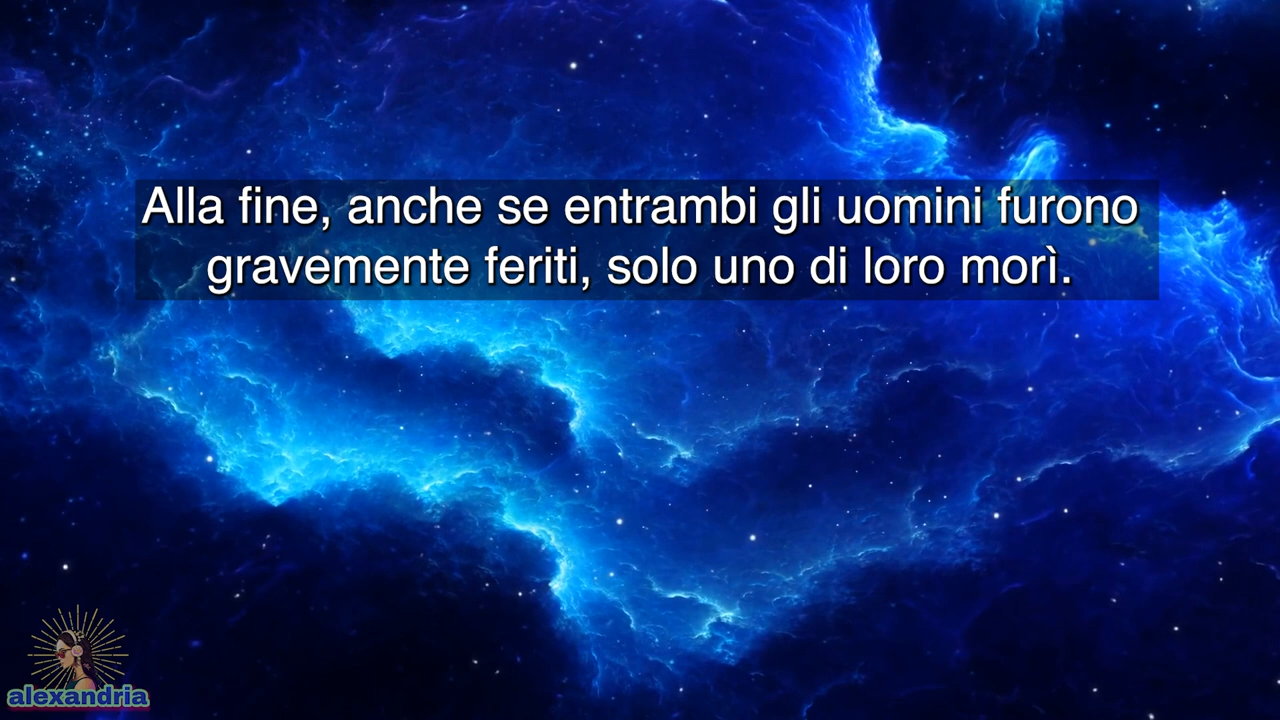 Alla fine, anche se entrambi gli uomini furono
gravemente feriti, solo uno di loro morì.
alexandria